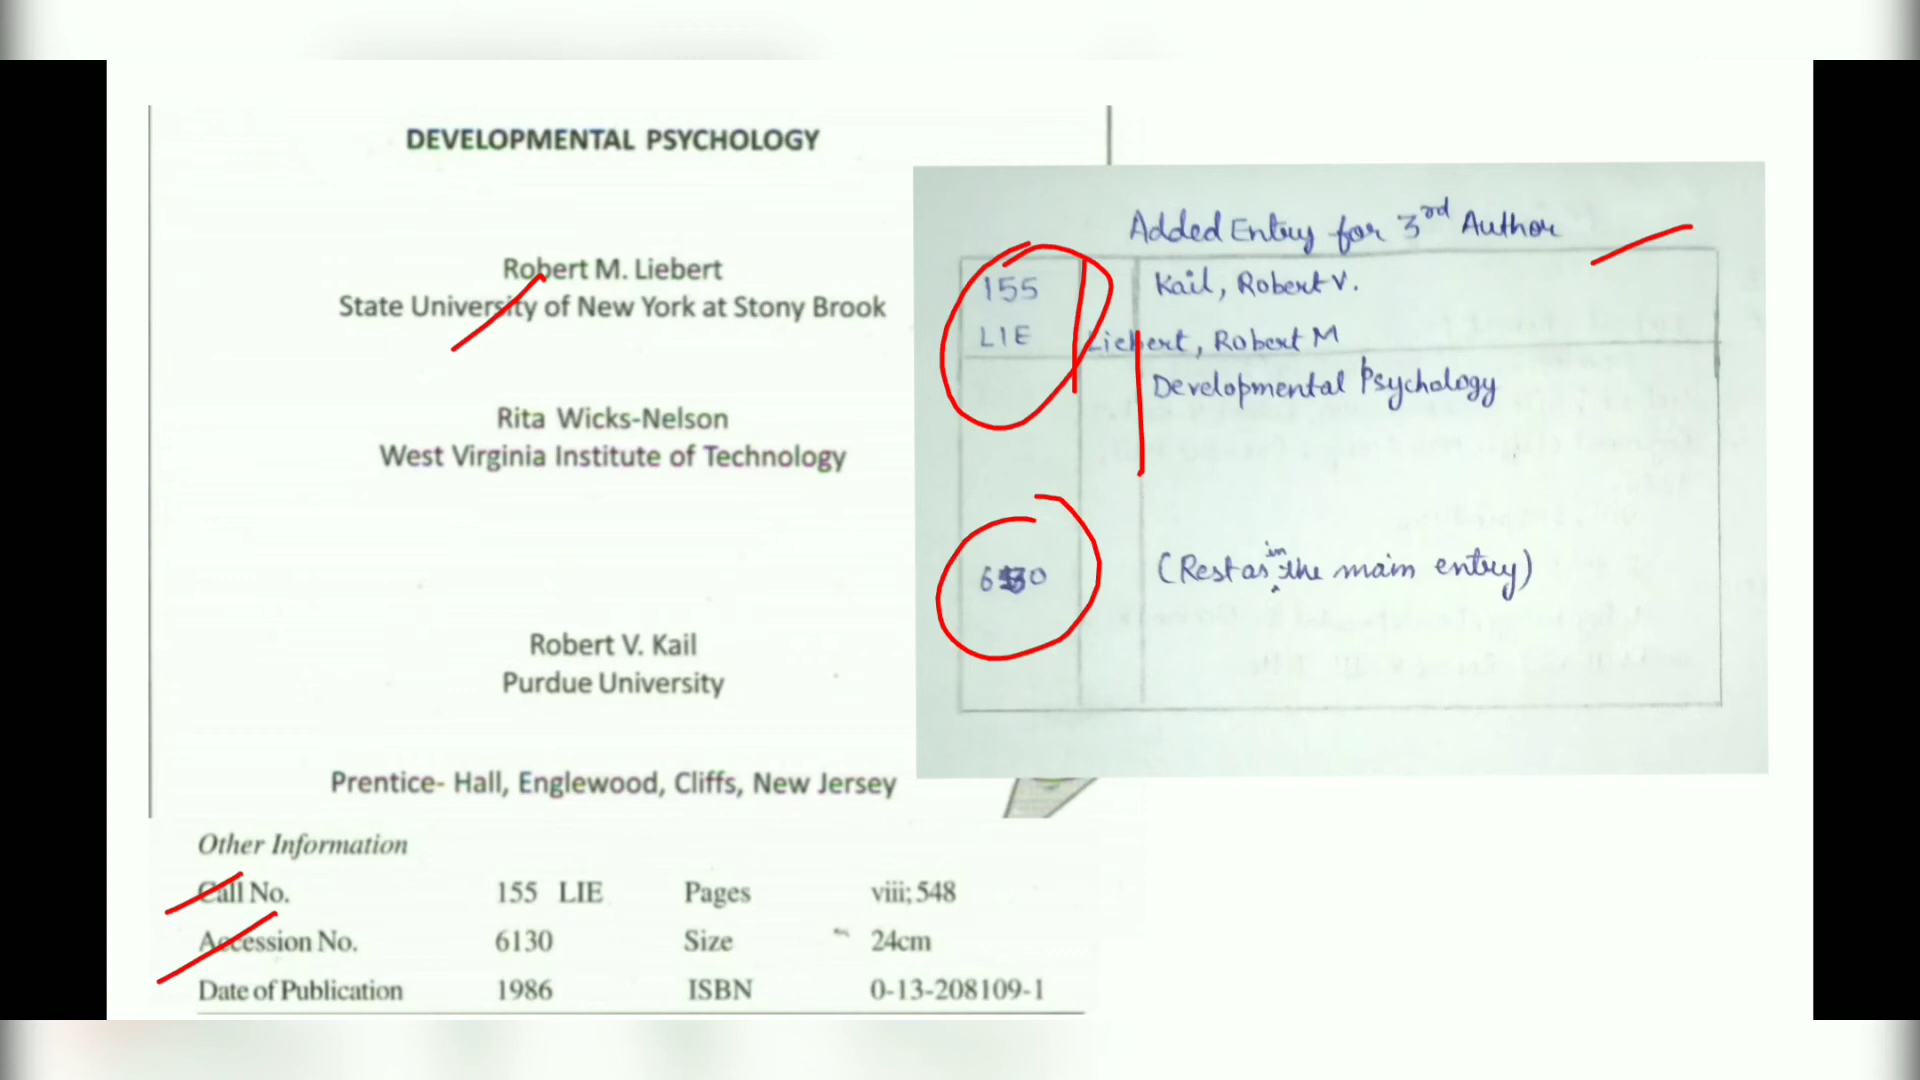 DEVELOPMENTAL PSYCHOLOGY
Robert M. Liebert
State University of New York at Stony Brook
Rita Wicks-Nelson
West Virginia Institute of Technology
Robert V. Kail
Purdue University
Prentice- Hall, Englewood, Cliffs, New Jersey
Other Information
Call No. 155 LIE Pages viii; 548
Accession No. 6130 Size 24cm
Date of Publication 1986 ISBN 0-13-208109-1
Added Entry for 3rd Author
155 Kail, Robert V.
LIE Liebert, Robert M
Developmental Psychology
(Rest as in the main entry)